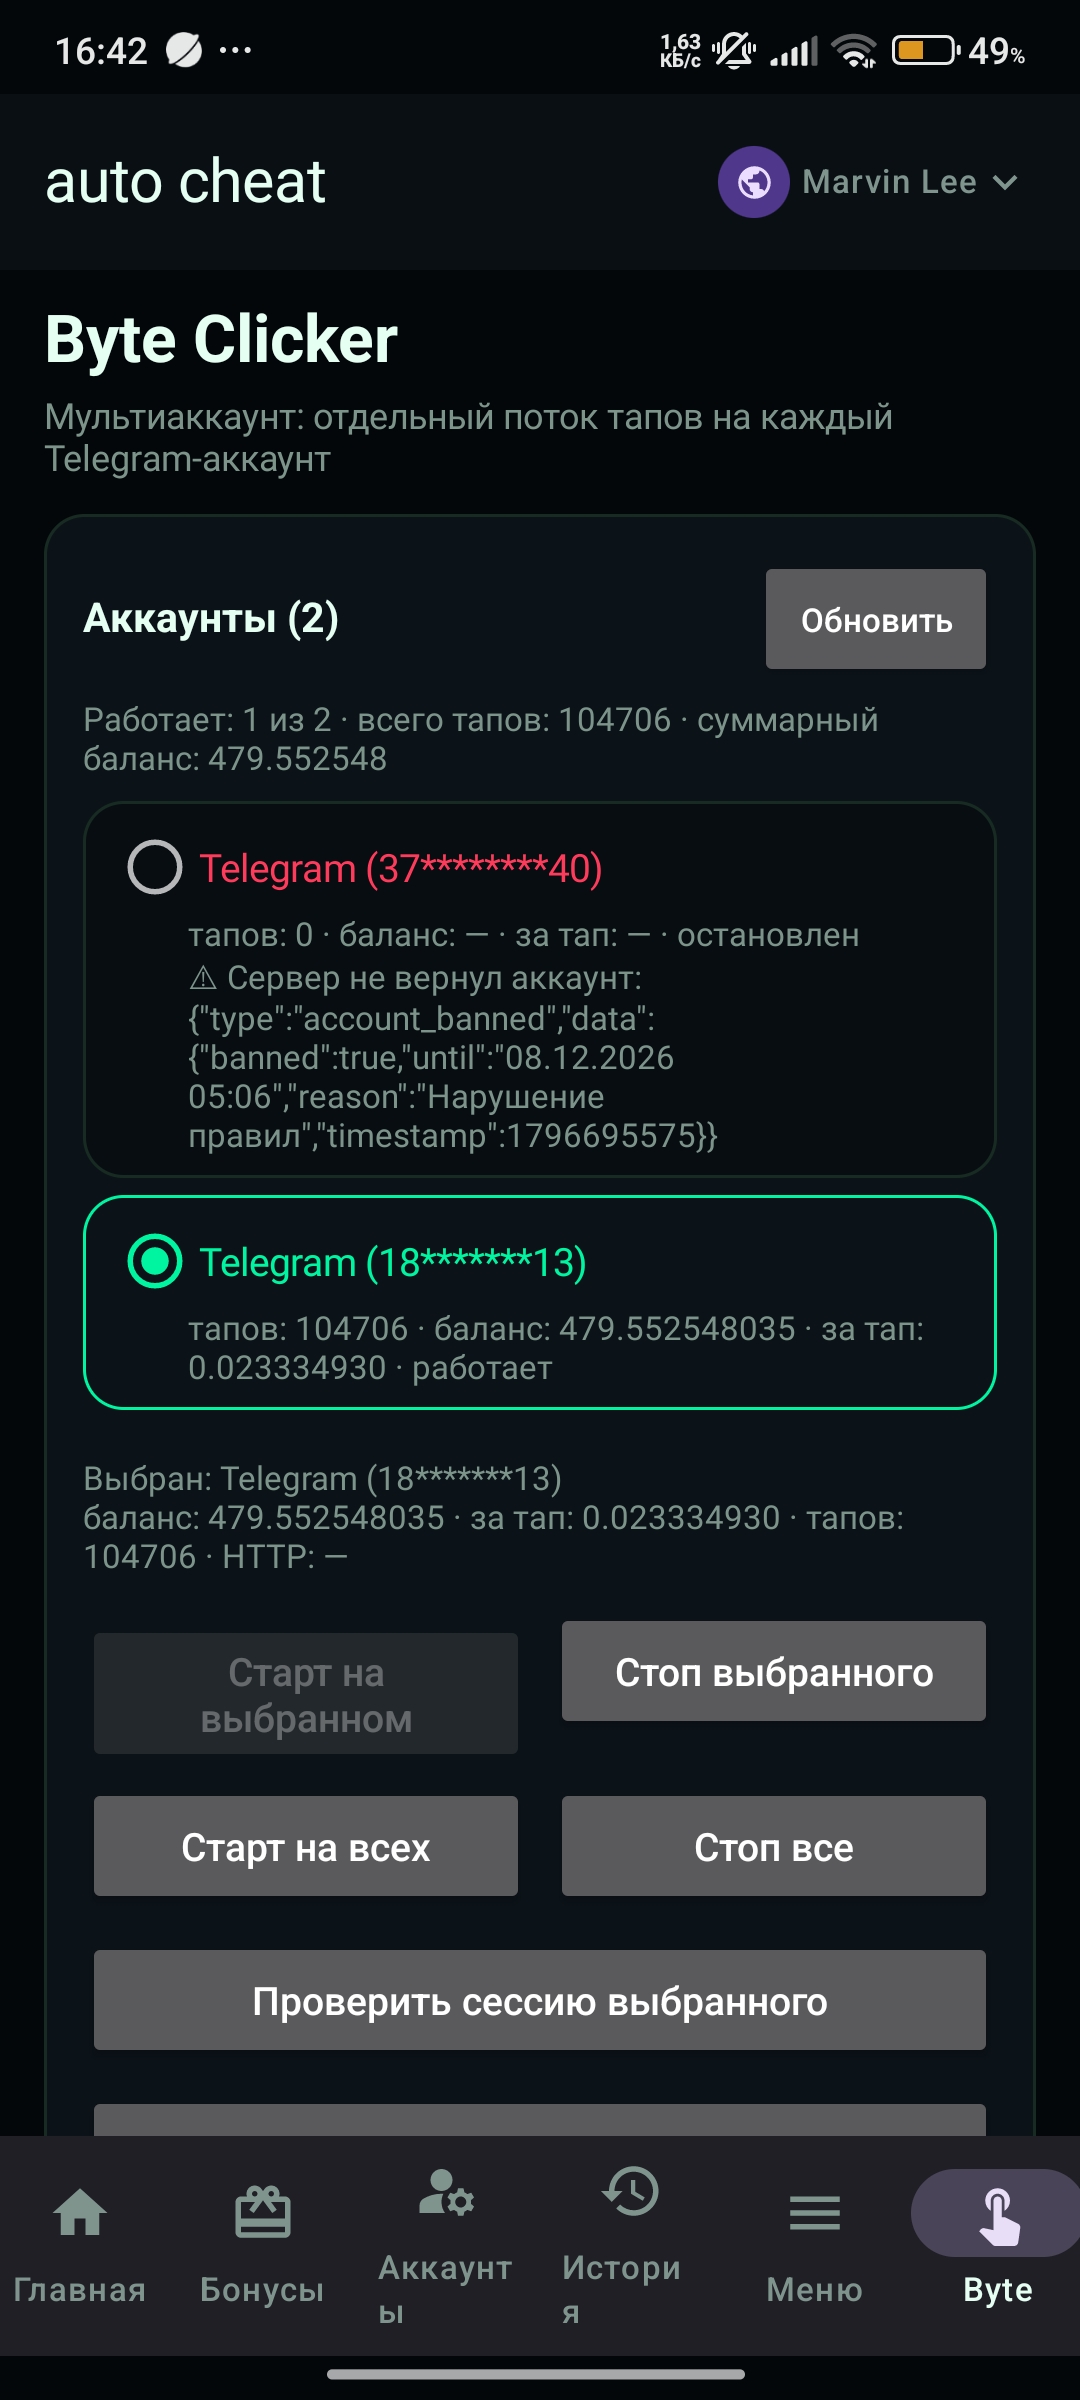 16:42 ...
1,63
КБ/с
49%
auto cheat
Marvin Lee
Byte Clicker
Мультиаккаунт: отдельный поток тапов на каждый
Telegram-аккаунт
Аккаунты (2)
Обновить
Работает: 1 из 2 · всего тапов: 104706 · суммарный
баланс: 479.552548
Telegram (37********40)
тапов: 0 · баланс: — · за тап: — · остановлен
⚠ Сервер не вернул аккаунт:
{"type":"account_banned","data":
{"banned":true,"until":"08.12.2026
05:06","reason":"Нарушение
правил","timestamp":1796695575}}
Telegram (18*******13)
тапов: 104706 · баланс: 479.552548035 · за тап:
0.023334930 · работает
Выбран: Telegram (18*******13)
баланс: 479.552548035 · за тап: 0.023334930 · тапов:
104706 · HTTP: —
Старт на
выбранном
Стоп выбранного
Старт на всех
Стоп все
Проверить сессию выбранного
Главная
Бонусы
Аккаунт
ы
Истори
я
Меню
Byte